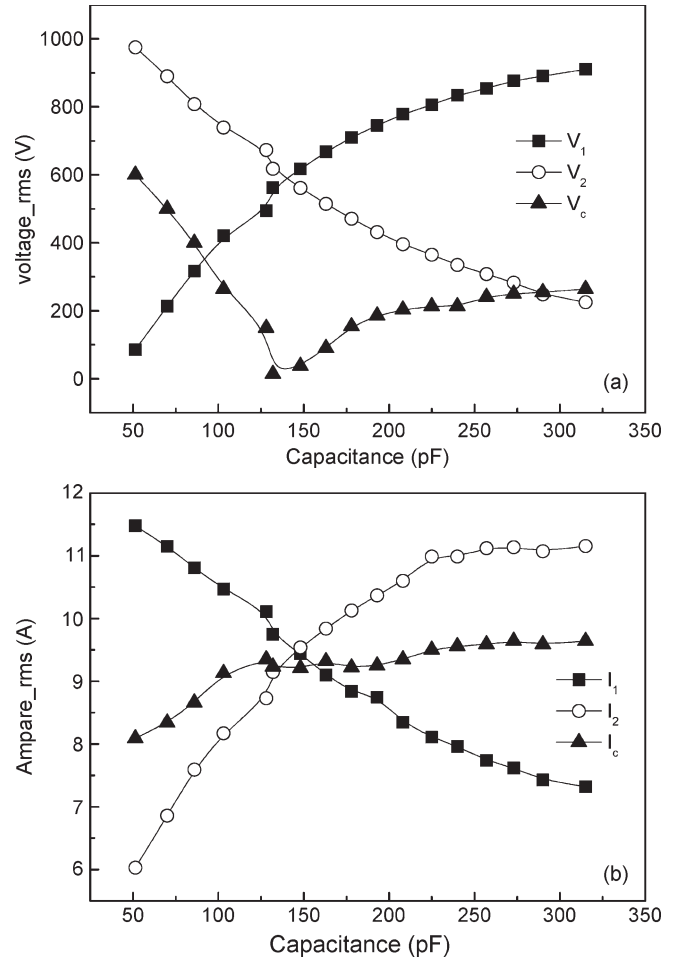 1000
800
600
400
200
0
voltage_rms (V)
V1
V2
Vc
(a)
50 100 150 200 250 300 350
Capacitance (pF)
12
11
10
9
8
7
6
Ampare_rms (A)
I1
I2
Ic
(b)
50 100 150 200 250 300 350
Capacitance (pF)